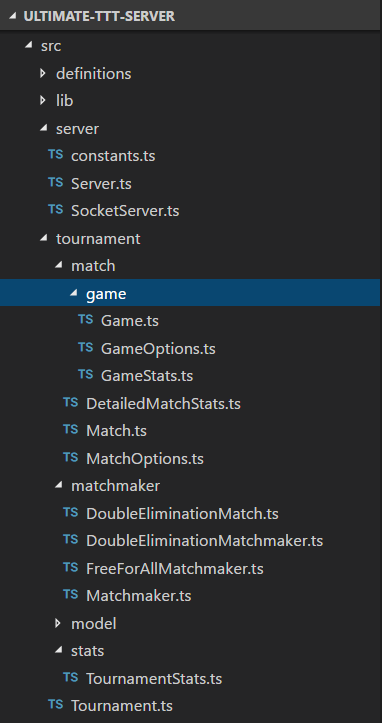 ULTIMATE-TTT-SERVER
src
definitions
lib
server
TS constants.ts
TS Server.ts
TS SocketServer.ts
tournament
match
game
TS Game.ts
TS GameOptions.ts
TS GameStats.ts
TS DetailedMatchStats.ts
TS Match.ts
TS MatchOptions.ts
matchmaker
TS DoubleEliminationMatch.ts
TS DoubleEliminationMatchmaker.ts
TS FreeForAllMatchmaker.ts
TS Matchmaker.ts
model
stats
TS TournamentStats.ts
TS Tournament.ts